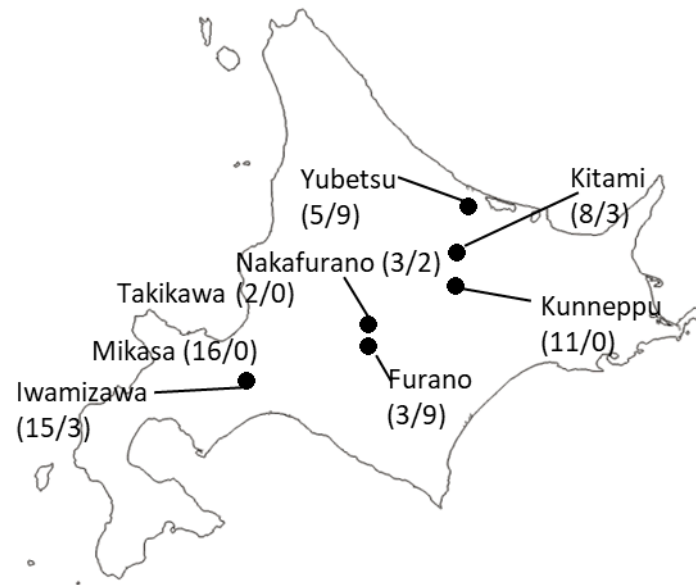 Yubetsu
(5/9)
Kitami
(8/3)
Nakafurano (3/2)
Takikawa (2/0)
Kunneppu
(11/0)
Mikasa (16/0)
Iwamizawa
(15/3)
Furano
(3/9)